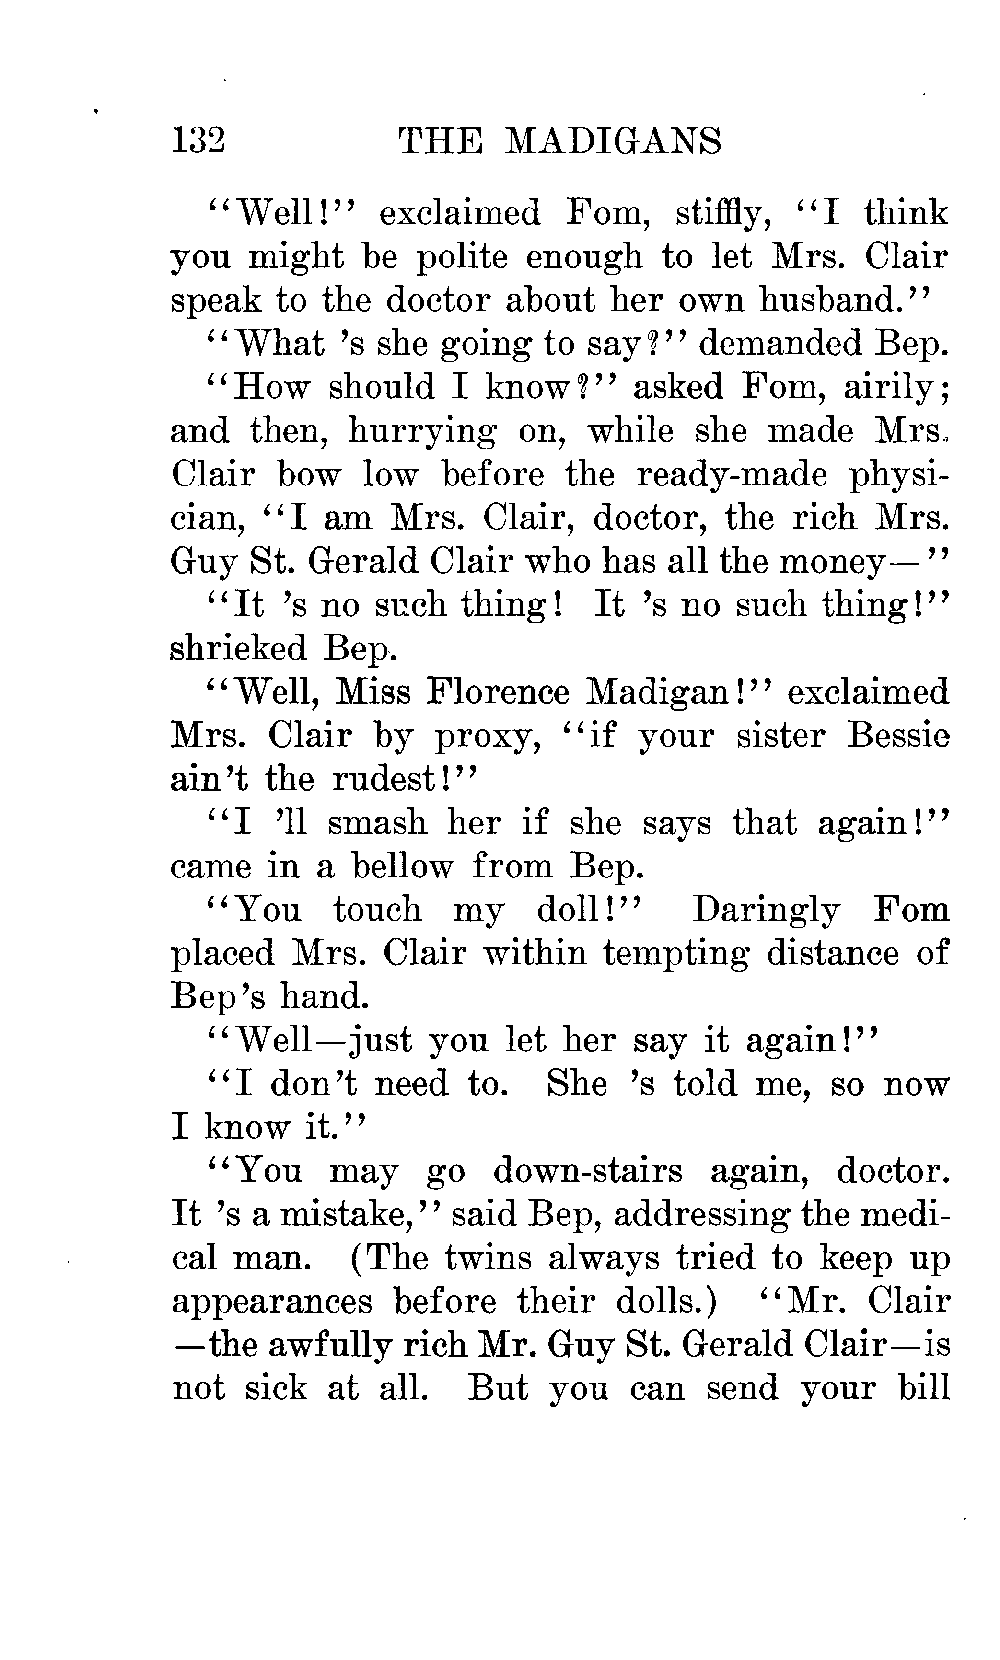 132 THE MADIGANS
“Well!” exclaimed Fom, stiffly, “I think
you might be polite enough to let Mrs. Clair
speak to the doctor about her own husband.”
“What 's she going to say?” demanded Bep.
“How should I know?” asked Fom, airily;
and then, hurrying on, while she made Mrs.
Clair bow low before the ready-made physi-
cian, “I am Mrs. Clair, doctor, the rich Mrs.
Guy St. Gerald Clair who has all the money—”
“It 's no such thing! It 's no such thing!”
shrieked Bep.
“Well, Miss Florence Madigan!” exclaimed
Mrs. Clair by proxy, “if your sister Bessie
ain't the rudest!”
“I 'll smash her if she says that again!”
came in a bellow from Bep.
“You touch my doll!” Daringly Fom
placed Mrs. Clair within tempting distance of
Bep's hand.
“Well—just you let her say it again!”
“I don't need to. She 's told me, so now
I know it.”
“You may go down-stairs again, doctor.
It 's a mistake,” said Bep, addressing the medi-
cal man. (The twins always tried to keep up
appearances before their dolls.) “Mr. Clair
—the awfully rich Mr. Guy St. Gerald Clair—is
not sick at all. But you can send your bill